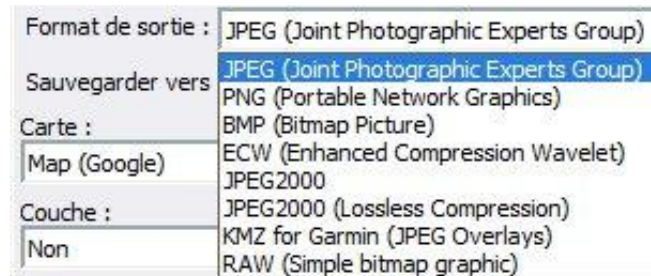 Format de sortie : JPEG (Joint Photographic Experts Group)
JPEG (Joint Photographic Experts Group)
Sauvegarder vers
PNG (Portable Network Graphics)
BMP (Bitmap Picture)
Carte :
ECW (Enhanced Compression Wavelet)
Map (Google)
JPEG2000
JPEG2000 (Lossless Compression)
Couche :
KMZ for Garmin (JPEG Overlays)
Non
RAW (Simple bitmap graphic)